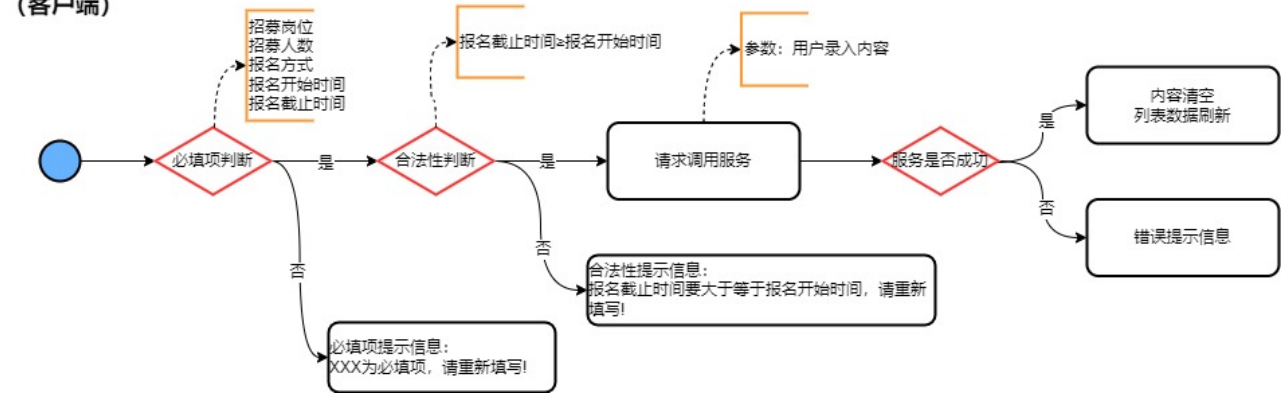 （客户端）
招募岗位
招募人数
报名方式
报名开始时间
报名截止时间
报名截止时间≥报名开始时间
参数：用户录入内容
必填项判断
是
合法性判断
是
请求调用服务
服务是否成功
是
内容清空
列表数据刷新
否
错误提示信息
否
合法性提示信息：
报名截止时间要大于等于报名开始时间，请重新
填写!
否
必填项提示信息：
XXX为必填项，请重新填写!